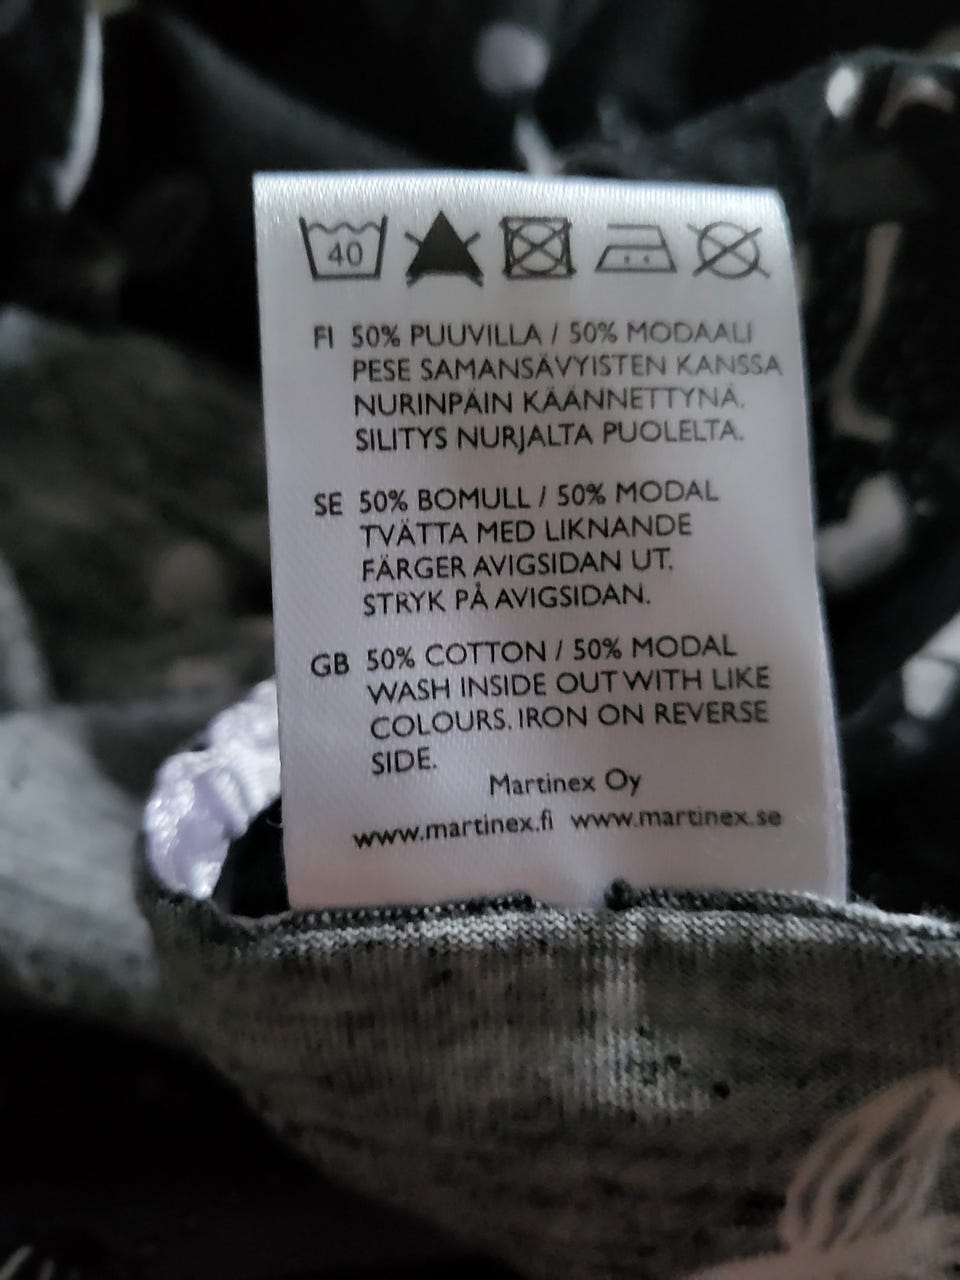 40
FI 50% PUUVILLA / 50% MODAALI
PESE SAMANSÄVYISTEN KANSSA
NURINPÄIN KÄÄNNETTYNÄ.
SILITYS NURJALTA PUOLELTA.
SE 50% BOMULL / 50% MODAL
TVÄTTA MED LIKNANDE
FÄRGER AVIGSIDAN UT.
STRYK PÅ AVIGSIDAN.
GB 50% COTTON / 50% MODAL
WASH INSIDE OUT WITH LIKE
COLOURS. IRON ON REVERSE
SIDE.
Martinex Oy
www.martinex.fi www.martinex.se